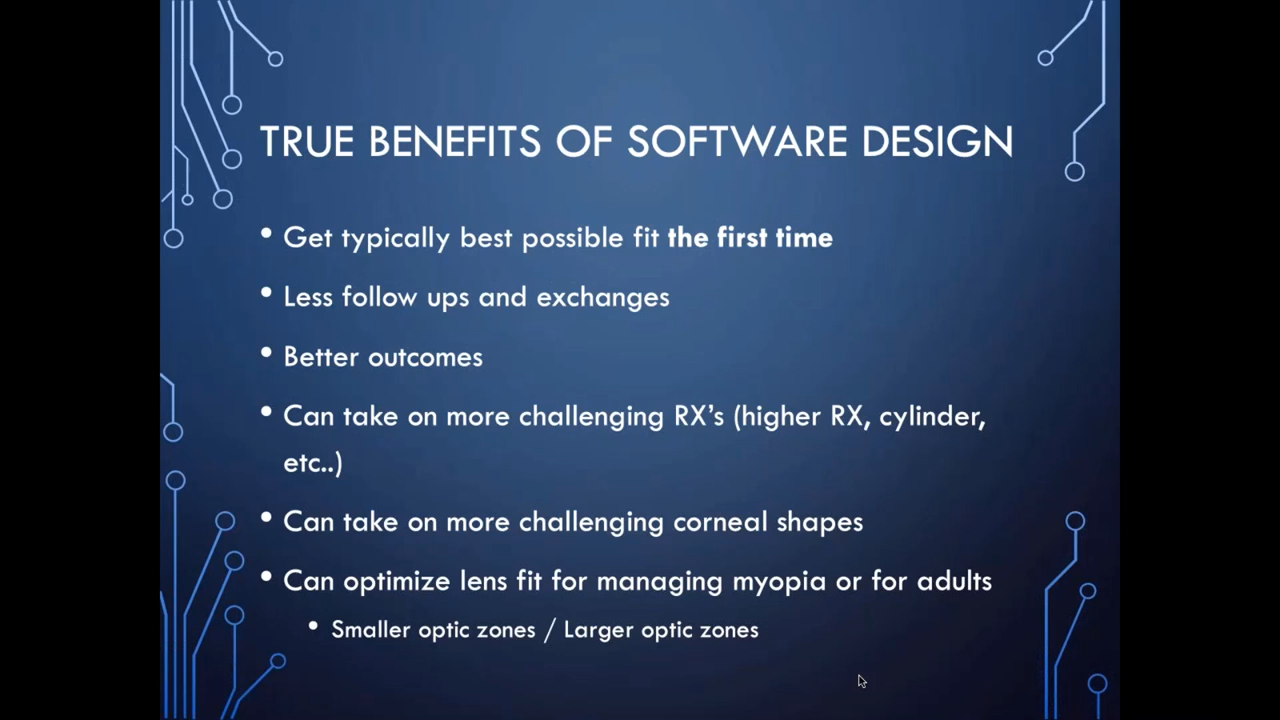 TRUE BENEFITS OF SOFTWARE DESIGN
• Get typically best possible fit the first time
• Less follow ups and exchanges
• Better outcomes
• Can take on more challenging RX’s (higher RX, cylinder,
etc..)
• Can take on more challenging corneal shapes
• Can optimize lens fit for managing myopia or for adults
• Smaller optic zones / Larger optic zones